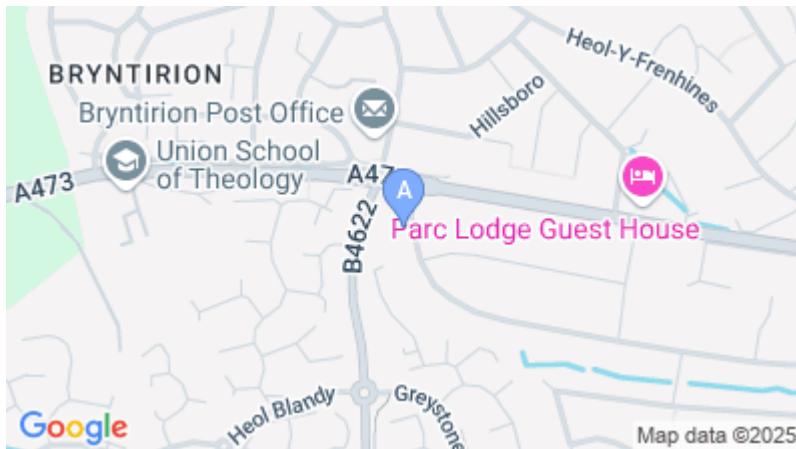 Heol-Y-Frenhines
BRYNTIRION
Bryntirion Post Office
Hillsboro
Union School
of Theology
A473
A47
A
B4622
Parc Lodge Guest House
Heol Blandy
Greystone
Google
Map data ©2025